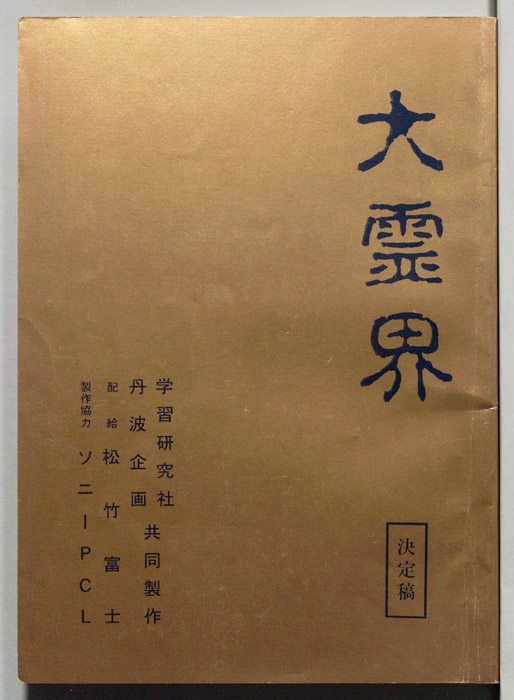 大霊界
決定稿
学習研究社
丹波企画
共同製作
配給 松竹富士
製作協力 ソニーPCL